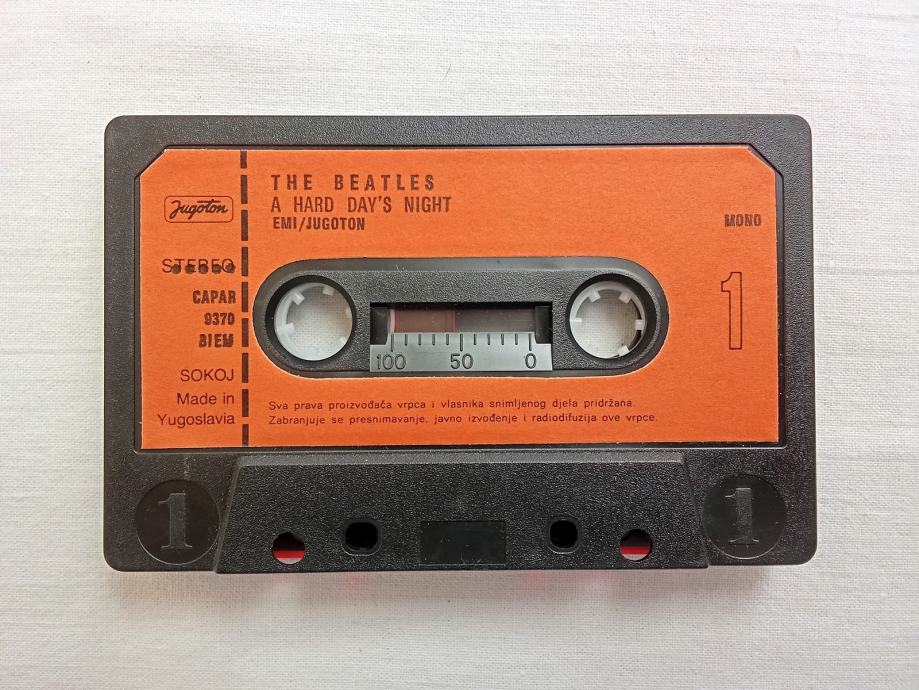 Jugoton
STEREO
CAPAR
9370
BIEM
SOKOJ
Made in
Yugoslavia
THE BEATLES
A HARD DAY'S NIGHT
EMI/JUGOTON
MONO
1
100 50 0
Sva prava proizvođača vrpca i vlasnika snimljenog djela pridržana.
Zabranjuje se presnimavanje, javno izvođenje i radiodifuzija ove vrpce.
1
1